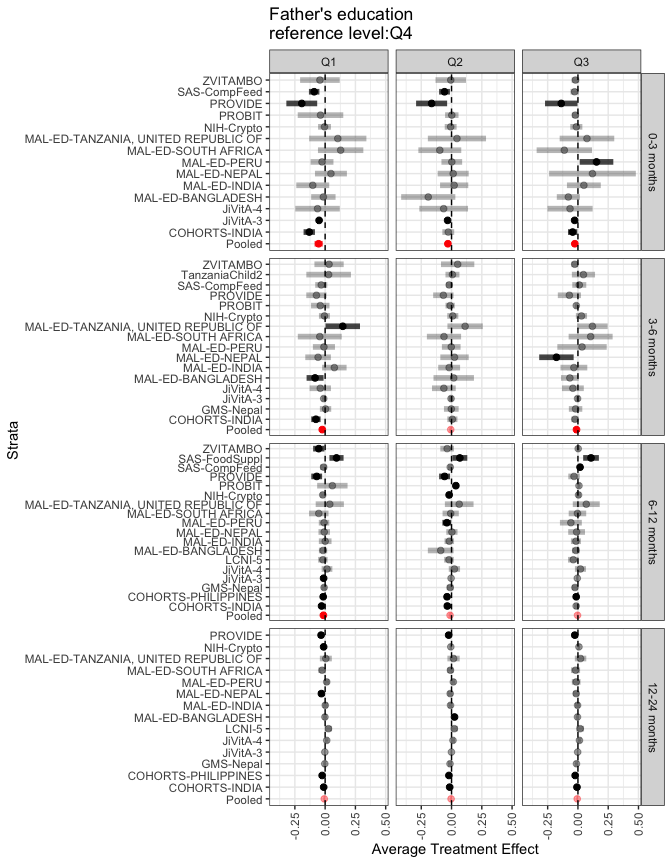 Father's education
reference level:Q4
Q1
Q2
Q3
Strata
ZVITAMBO
SAS-CompFeed
PROVIDE
PROBIT
NIH-Crypto
MAL-ED-TANZANIA, UNITED REPUBLIC OF
MAL-ED-SOUTH AFRICA
MAL-ED-PERU
MAL-ED-NEPAL
MAL-ED-INDIA
MAL-ED-BANGLADESH
JiVitA-4
JiVitA-3
COHORTS-INDIA
Pooled
0-3 months
ZVITAMBO
TanzaniaChild2
SAS-CompFeed
PROVIDE
PROBIT
NIH-Crypto
MAL-ED-TANZANIA, UNITED REPUBLIC OF
MAL-ED-SOUTH AFRICA
MAL-ED-PERU
MAL-ED-NEPAL
MAL-ED-INDIA
MAL-ED-BANGLADESH
JiVitA-4
JiVitA-3
GMS-Nepal
COHORTS-INDIA
Pooled
3-6 months
ZVITAMBO
SAS-FoodSuppl
SAS-CompFeed
PROVIDE
PROBIT
NIH-Crypto
MAL-ED-TANZANIA, UNITED REPUBLIC OF
MAL-ED-SOUTH AFRICA
MAL-ED-PERU
MAL-ED-NEPAL
MAL-ED-INDIA
MAL-ED-BANGLADESH
LCNI-5
JiVitA-4
JiVitA-3
GMS-Nepal
COHORTS-PHILIPPINES
COHORTS-INDIA
Pooled
6-12 months
PROVIDE
NIH-Crypto
MAL-ED-TANZANIA, UNITED REPUBLIC OF
MAL-ED-SOUTH AFRICA
MAL-ED-PERU
MAL-ED-NEPAL
MAL-ED-INDIA
MAL-ED-BANGLADESH
LCNI-5
JiVitA-4
JiVitA-3
GMS-Nepal
COHORTS-PHILIPPINES
COHORTS-INDIA
Pooled
12-24 months
-0.25
0.00
0.25
0.50
-0.25
0.00
0.25
0.50
-0.25
0.00
0.25
0.50
Average Treatment Effect